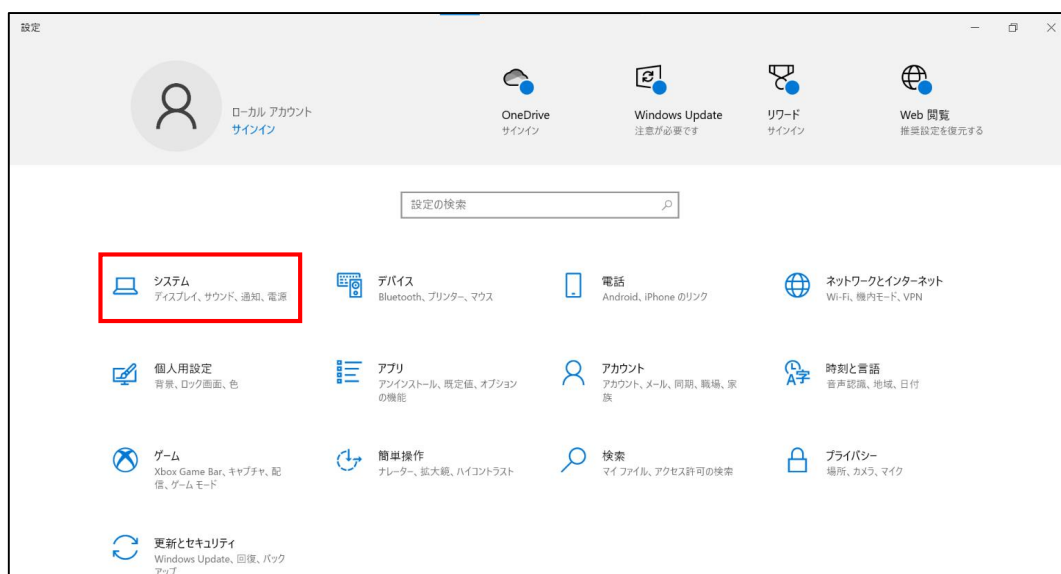 設定
ローカル アカウント
サインイン
OneDrive
サインイン
Windows Update
注意が必要です
リワード
サインイン
Web 閲覧
推奨設定を復元する
設定の検索
システム
ディスプレイ、サウンド、通知、電源
デバイス
Bluetooth、プリンター、マウス
電話
Android、iPhone のリンク
ネットワークとインターネット
Wi-Fi、機内モード、VPN
個人用設定
背景、ロック画面、色
アプリ
アンインストール、既定値、オプション
の機能
アカウント
アカウント、メール、同期、職場、家
族
時刻と言語
音声認識、地域、日付
ゲーム
Xbox Game Bar、キャプチャ、配
信、ゲーム モード
簡単操作
ナレーター、拡大鏡、ハイコントラスト
検索
マイ ファイル、アクセス許可の検索
プライバシー
場所、カメラ、マイク
更新とセキュリティ
Windows Update、回復、バック
アップ